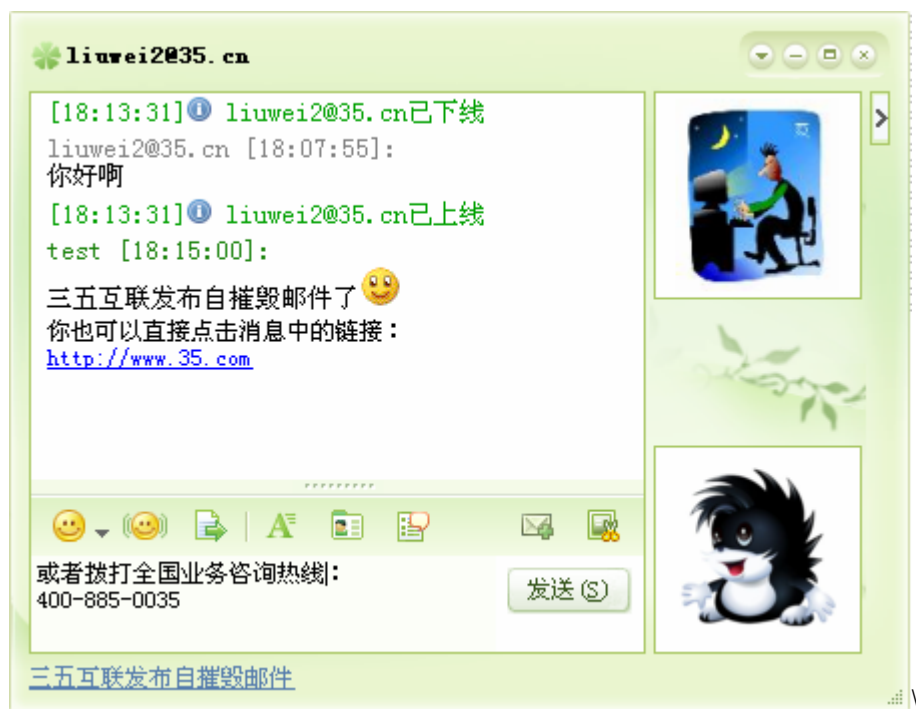 liuwei2@35.cn
[18:13:31] liuwei2@35.cn已下线
liuwei2@35.cn [18:07:55]:
你好啊
[18:13:31] liuwei2@35.cn已上线
test [18:15:00]:
三五互联发布自摧毁邮件了
你也可以直接点击消息中的链接：
http://www.35.com
或者拨打全国业务咨询热线:
400-885-0035
发送(S)
三五互联发布自摧毁邮件